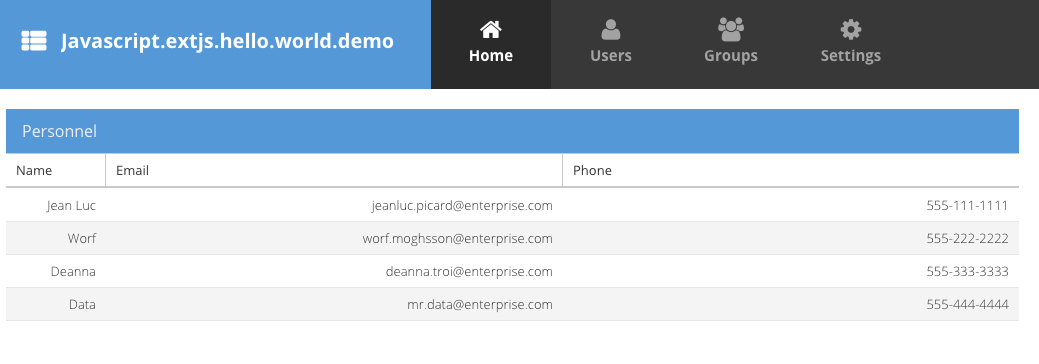 Javascript.extjs.hello.world.demo
Home Users Groups Settings
Personnel
Name Email Phone
Jean Luc jeanluc.picard@enterprise.com 555-111-1111
Worf worf.moghsson@enterprise.com 555-222-2222
Deanna deanna.troi@enterprise.com 555-333-3333
Data mr.data@enterprise.com 555-444-4444